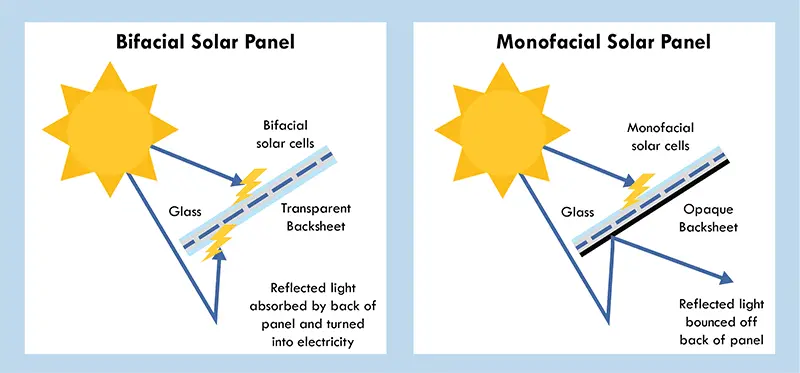 Bifacial Solar Panel
Bifacial
solar cells
Glass
Transparent
Backsheet
Reflected light
absorbed by back of
panel and turned
into electricity
Monofacial Solar Panel
Monofacial
solar cells
Glass
Opaque
Backsheet
Reflected light
bounced off
back of panel